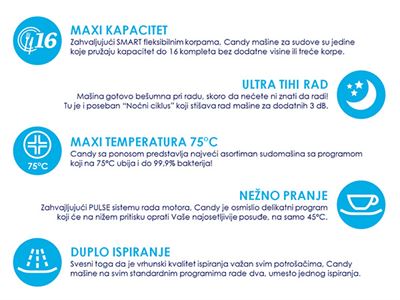 16
MAXI KAPACITET
Zahvaljujući SMART fleksibilnim korpama, Candy mašine za sudove su jedine
koje pružaju kapacitet do 16 kompleta bez dodatne visine ili treće korpe.
ULTRA TIHI RAD
Mašina gotovo bešumna pri radu, skoro da nećete ni znati da radi!
Tu je i poseban “Noćni ciklus” koji stišava rad mašine za dodatnih 3 dB.
75°C
MAXI TEMPERATURA 75°C
Candy sa ponosom predstavlja najveći asortiman sudomašina sa programom
koji na 75°C ubija i do 99.9% bakterija!
NEŽNO PRANJE
Zahvaljujući PULSE sistemu rada motora, Candy je osmislio delikatni program
koji će na nižem pritisku oprati Vaše najosetljivije posuđe, na samo 45°C.
DUPLO ISPIRANJE
Svesni toga da je vrhunski kvalitet ispiranja važan svim potrošačima, Candy
mašine na svim standardnim programima rade dva, umesto jednog ispiranja.